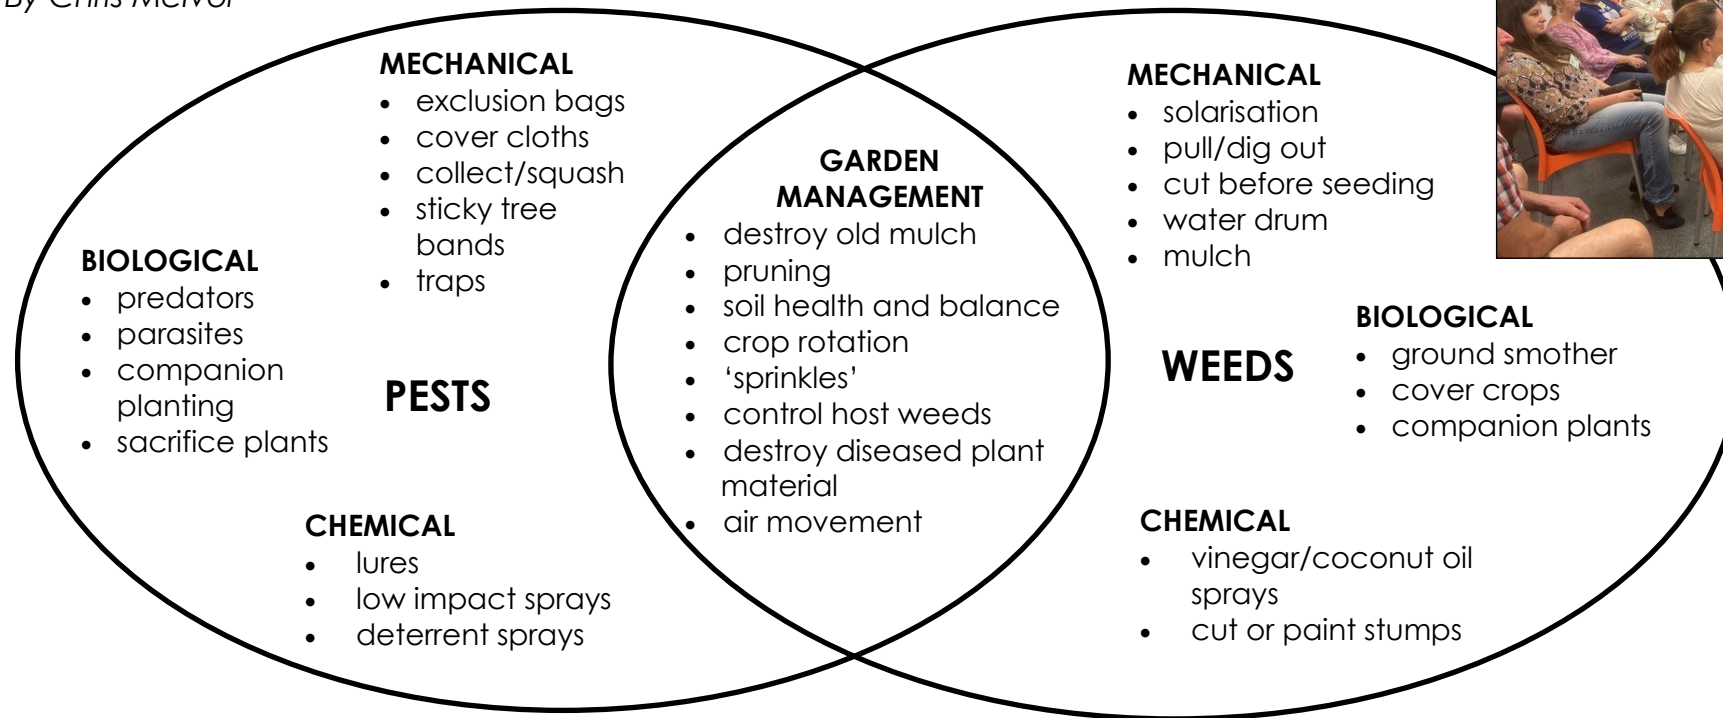 By Chris McIvor
MECHANICAL
• exclusion bags
• cover cloths
• collect/squash
• sticky tree
bands
• traps
BIOLOGICAL
• predators
• parasites
• companion
planting
• sacrifice plants
PESTS
CHEMICAL
• lures
• low impact sprays
• deterrent sprays
GARDEN
MANAGEMENT
• destroy old mulch
• pruning
• soil health and balance
• crop rotation
• ‘sprinkles’
• control host weeds
• destroy diseased plant
material
• air movement
MECHANICAL
• solarisation
• pull/dig out
• cut before seeding
• water drum
• mulch
WEEDS
BIOLOGICAL
• ground smother
• cover crops
• companion plants
CHEMICAL
• vinegar/coconut oil
sprays
• cut or paint stumps